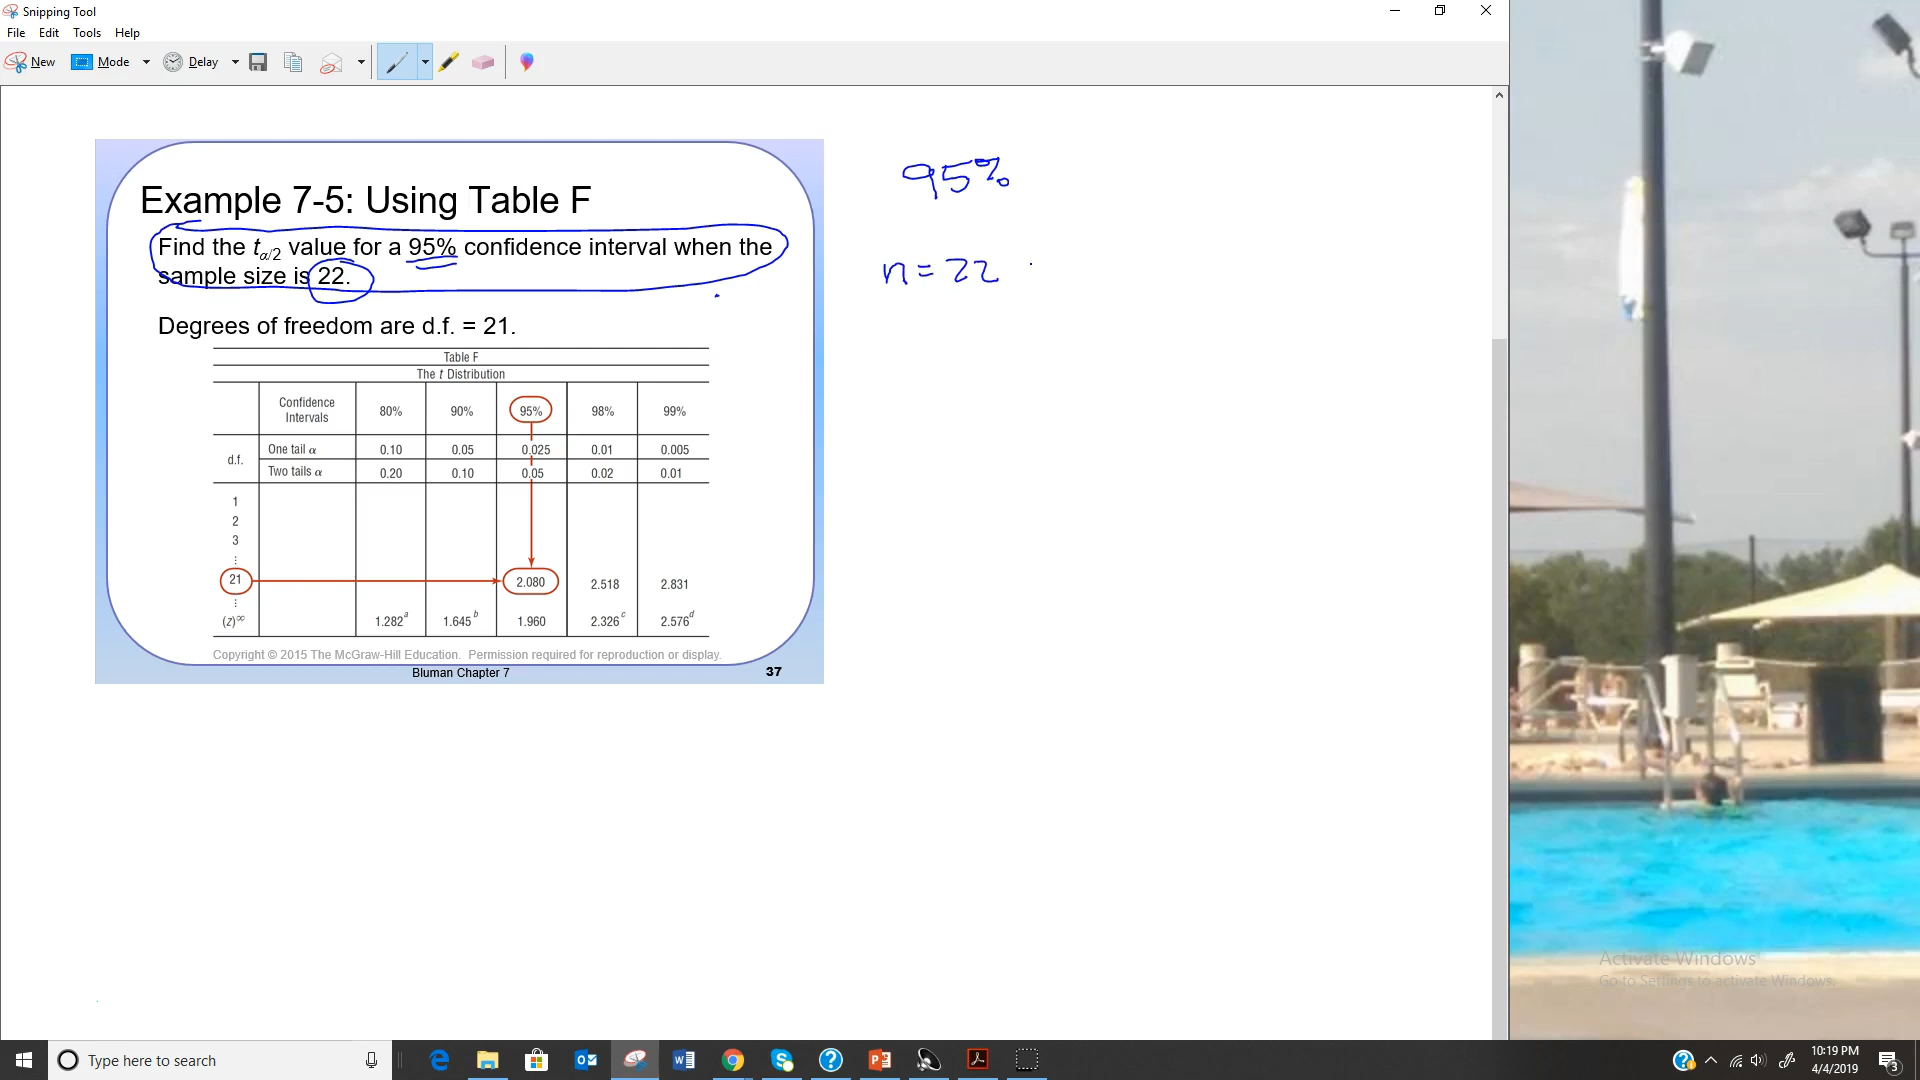 Snipping Tool
File Edit Tools Help
New Mode Delay
Example 7-5: Using Table F
Find the tα/2 value for a 95% confidence interval when the
sample size is 22.
Degrees of freedom are d.f. = 21.
Table F
The t Distribution
Confidence Intervals 80% 90% 95% 98% 99%
d.f.
One tail α 0.10 0.05 0.025 0.01 0.005
Two tails α 0.20 0.10 0.05 0.02 0.01
1
2
3
⋮
21 2.080 2.518 2.831
⋮
(z)∞ 1.282a 1.645b 1.960 2.326c 2.576d
Copyright © 2015 The McGraw-Hill Education. Permission required for reproduction or display.
Bluman Chapter 7 37
95%
n = 22
Activate Windows
Go to Settings to activate Windows.
Type here to search
10:19 PM
4/4/2019
3